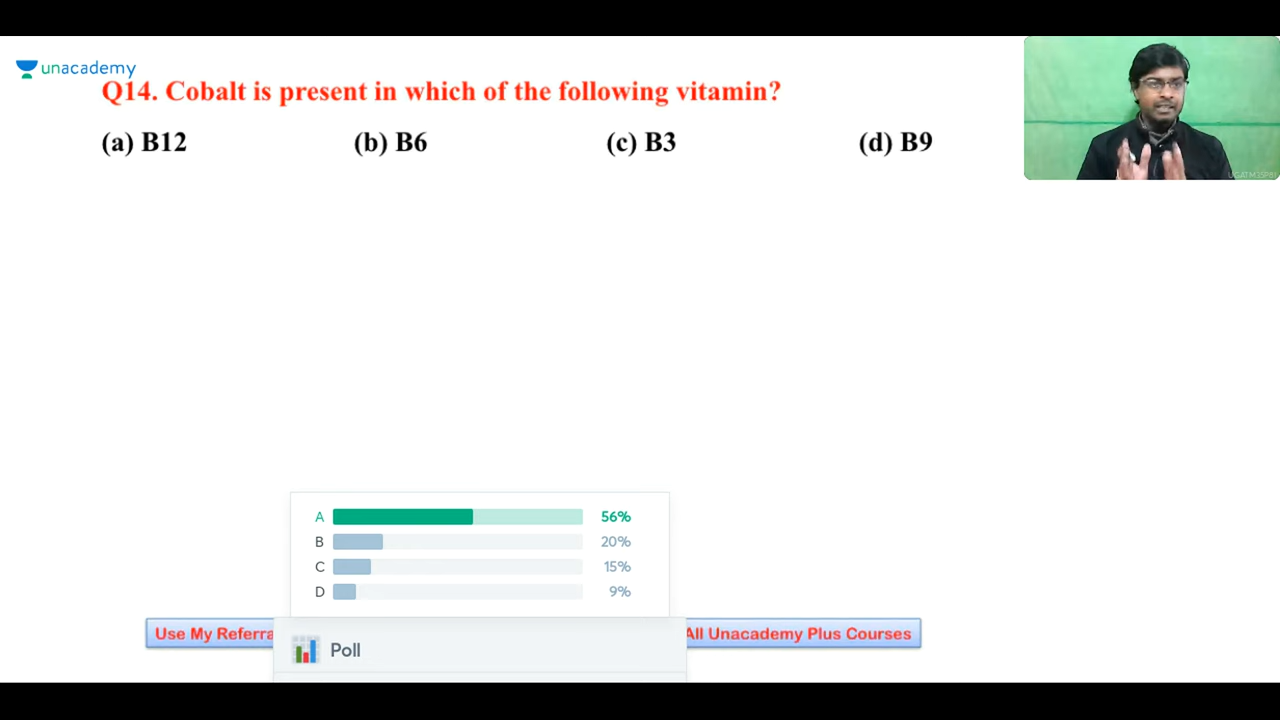 unacademy
Q14. Cobalt is present in which of the following vitamin?
(a) B12 (b) B6 (c) B3 (d) B9
A 56%
B 20%
C 15%
D 9%
Use My Referra All Unacademy Plus Courses
Poll